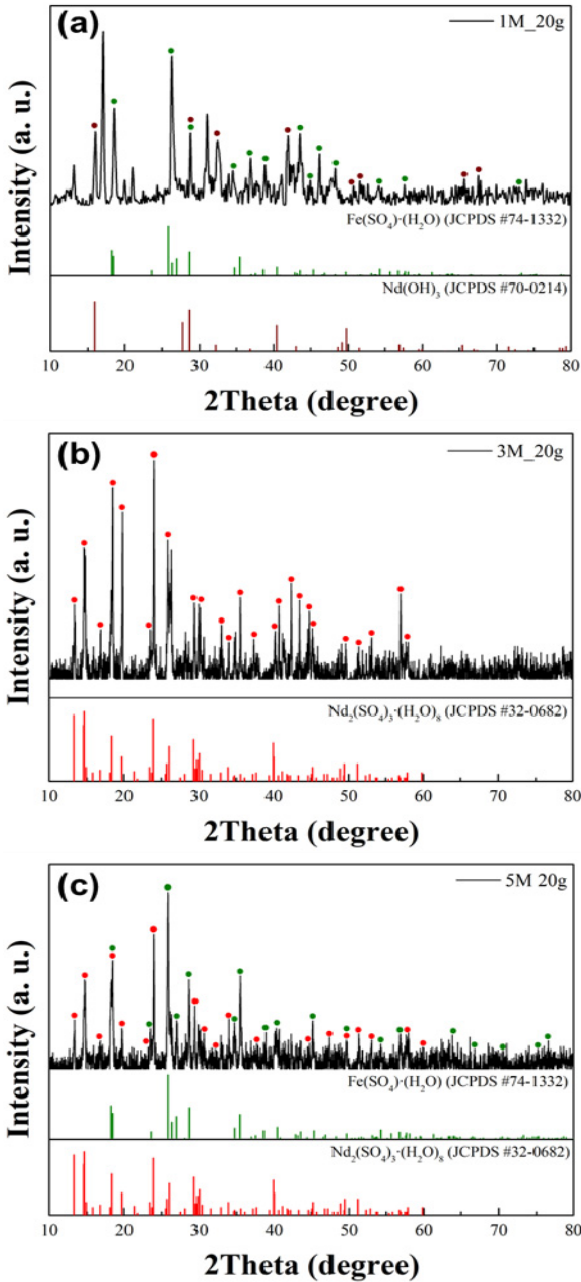 (a)
1M_20g
Intensity (a. u.)
Fe(SO₄)·(H₂O) (JCPDS #74-1332)
Nd(OH)₃ (JCPDS #70-0214)
10 20 30 40 50 60 70 80
2Theta (degree)
(b)
3M_20g
Intensity (a. u.)
Nd₂(SO₄)₃·(H₂O)₈ (JCPDS #32-0682)
10 20 30 40 50 60 70 80
2Theta (degree)
(c)
5M 20g
Intensity (a. u.)
Fe(SO₄)·(H₂O) (JCPDS #74-1332)
Nd₂(SO₄)₃·(H₂O)₈ (JCPDS #32-0682)
10 20 30 40 50 60 70 80
2Theta (degree)